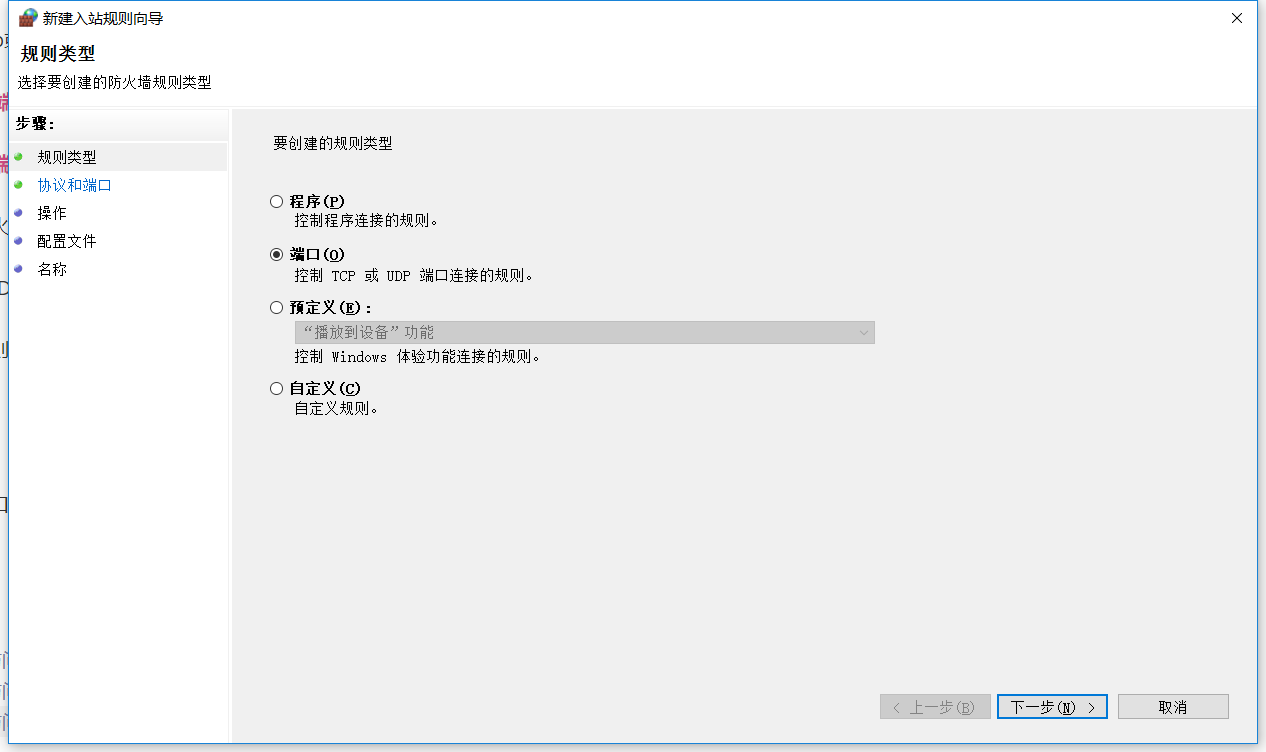 新建入站规则向导
规则类型
选择要创建的防火墙规则类型
步骤:
规则类型
协议和端口
操作
配置文件
名称
要创建的规则类型
程序(P)
控制程序连接的规则。
端口(O)
控制 TCP 或 UDP 端口连接的规则。
预定义(E):
“播放到设备”功能
控制 Windows 体验功能连接的规则。
自定义(C)
自定义规则。
< 上一步(B)
下一步(N) >
取消